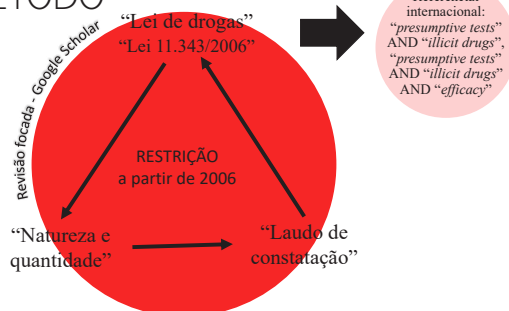 “Lei de drogas”
“Lei 11.343/2006”
Revisão focada - Google Scholar
RESTRIÇÃO
a partir de 2006
“Natureza e
quantidade”
“Laudo de
constatação”
internacional:
“presumptive tests”
AND “illicit drugs”,
“presumptive tests”
AND “illicit drugs”
AND “efficacy”